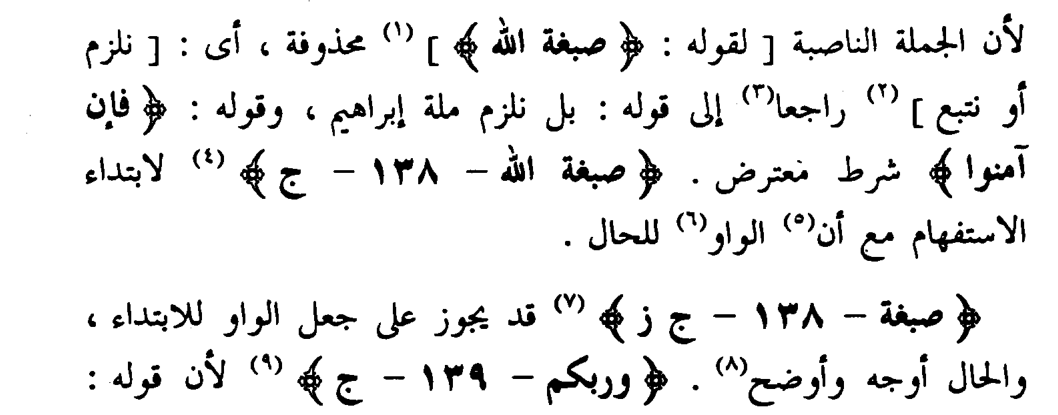 لأن الجملة الناصبة [ لقوله : ﴿ صبغة الله ﴾ ] (١) محذوفة ، أى : [ نلزم
أو نتبع ] (٢) راجعا(٣) إلى قوله : بل نلزم ملة إبراهيم ، وقوله : ﴿ فإن
آمنوا ﴾ شرط معترض . ﴿ صبغة الله – ١٣٨ – ج ﴾ (٤) لابتداء
الاستفهام مع أن(٥) الواو(٦) للحال .
﴿ صبغة – ١٣٨ – ج ز ﴾ (٧) قد يجوز على جعل الواو للابتداء ،
والحال أوجه وأوضح(٨) . ﴿ وربكم – ١٣٩ – ج ﴾ (٩) لأن قوله :